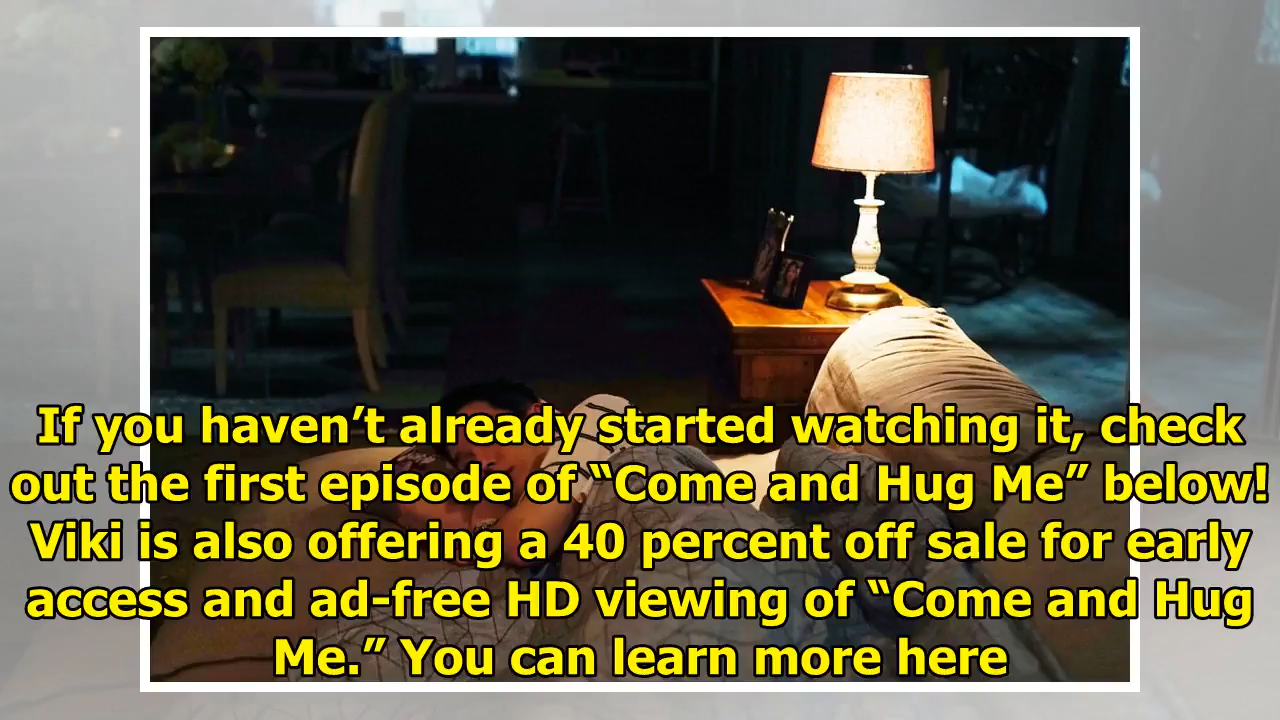 If you haven’t already started watching it, check
out the first episode of “Come and Hug Me” below!
Viki is also offering a 40 percent off sale for early
access and ad-free HD viewing of “Come and Hug
Me.” You can learn more here